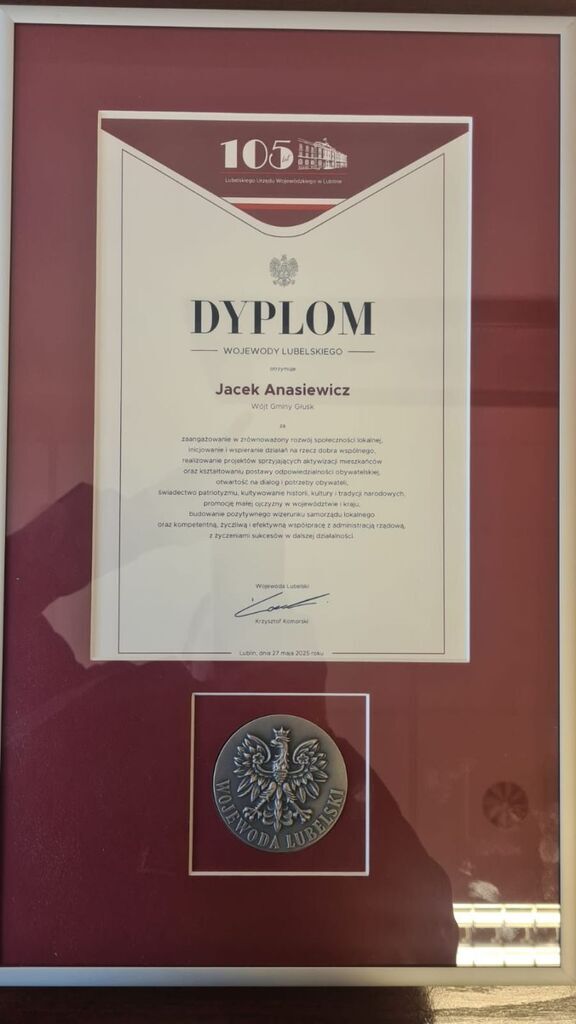 105 lat
Lubelskiego Urzędu Wojewódzkiego w Lublinie
DYPLOM
WOJEWODY LUBELSKIEGO
otrzymuje
Jacek Anasiewicz
Wójt Gminy Głusk
za
zaangażowanie w zrównoważony rozwój społeczności lokalnej,
inicjowanie i wspieranie działań na rzecz dobra wspólnego,
realizowanie projektów sprzyjających aktywizacji mieszkańców
oraz kształtowaniu postawy odpowiedzialności obywatelskiej,
otwartość na dialog i potrzeby obywateli,
świadectwo patriotyzmu, kultywowanie historii, kultury i tradycji narodowych,
promocję małej ojczyzny w województwie i kraju,
budowanie pozytywnego wizerunku samorządu lokalnego
oraz kompetentną, życzliwą i efektywną współpracę z administracją rządową,
z życzeniami sukcesów w dalszej działalności.
Wojewoda Lubelski
Krzysztof Komorski
Lublin, dnia 27 maja 2025 roku
WOJEWODA LUBELSKI